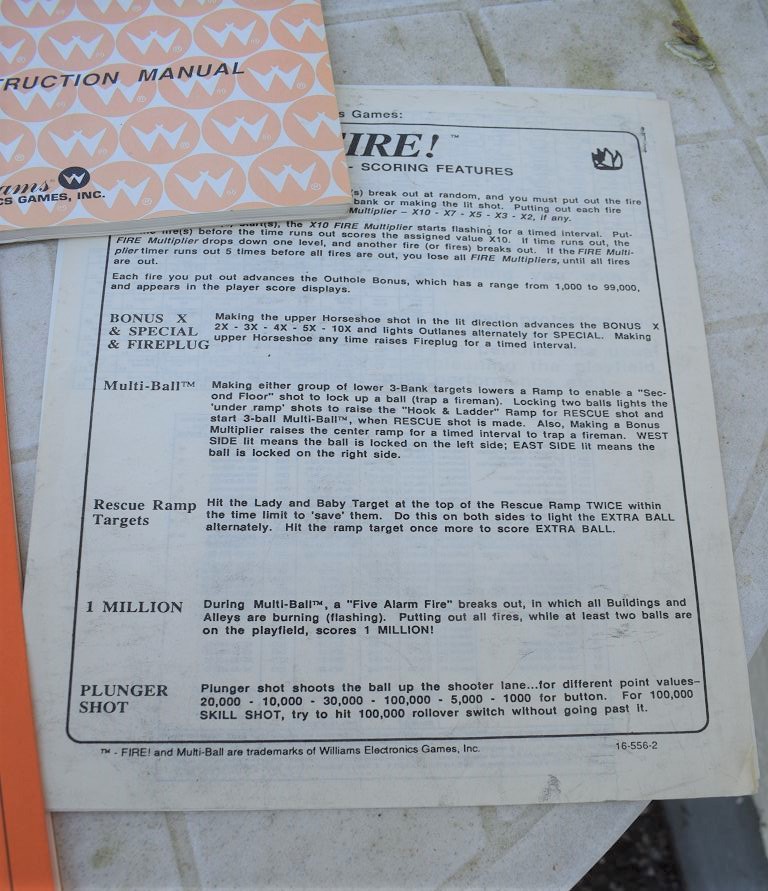 TRUCTION MANUAL
ams
CS GAMES, INC.
s Games:
IRE! ™
- SCORING FEATURES
(s) break out at random, and you must put out the fire
bank or making the lit shot. Putting out each fire
Multiplier – X10 - X7 - X5 - X3 - X2, if any.
start(s), the X10 FIRE Multiplier starts flashing for a timed interval. Put-
fire(s) before the time runs out scores the assigned value X10. If time runs out, the
FIRE Multiplier drops down one level, and another fire (or fires) breaks out. If the FIRE Multi-
plier timer runs out 5 times before all fires are out, you lose all FIRE Multipliers, until all fires
are out.
Each fire you put out advances the Outhole Bonus, which has a range from 1,000 to 99,000,
and appears in the player score displays.
BONUS X Making the upper Horseshoe shot in the lit direction advances the BONUS X
& SPECIAL 2X - 3X - 4X - 5X - 10X and lights Outlanes alternately for SPECIAL. Making
& FIREPLUG upper Horseshoe any time raises Fireplug for a timed interval.
Multi-Ball™ Making either group of lower 3-Bank targets lowers a Ramp to enable a "Sec-
ond Floor" shot to lock up a ball (trap a fireman). Locking two balls lights the
'under ramp' shots to raise the "Hook & Ladder" Ramp for RESCUE shot and
start 3-ball Multi-Ball™, when RESCUE shot is made. Also, Making a Bonus
Multiplier raises the center ramp for a timed interval to trap a fireman. WEST
SIDE lit means the ball is locked on the left side; EAST SIDE lit means the
ball is locked on the right side.
Rescue Ramp Hit the Lady and Baby Target at the top of the Rescue Ramp TWICE within
Targets the time limit to 'save' them. Do this on both sides to light the EXTRA BALL
alternately. Hit the ramp target once more to score EXTRA BALL.
1 MILLION During Multi-Ball™, a "Five Alarm Fire" breaks out, in which all Buildings and
Alleys are burning (flashing). Putting out all fires, while at least two balls are
on the playfield, scores 1 MILLION!
PLUNGER Plunger shot shoots the ball up the shooter lane...for different point values–
SHOT 20,000 - 10,000 - 30,000 - 100,000 - 5,000 - 1000 for button. For 100,000
SKILL SHOT, try to hit 100,000 rollover switch without going past it.
™ - FIRE! and Multi-Ball are trademarks of Williams Electronics Games, Inc.
16-556-2